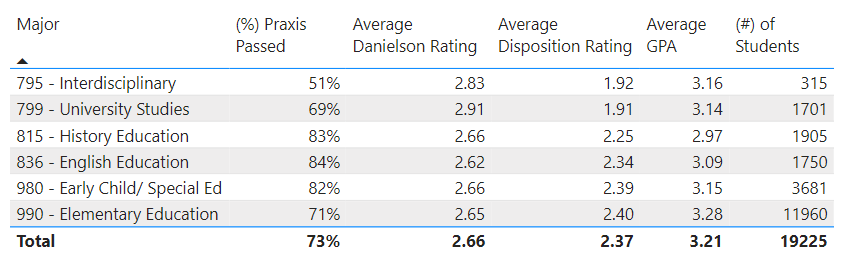 Major (%) Praxis Passed Average Danielson Rating Average Disposition Rating Average GPA (#) of Students
795 - Interdisciplinary 51% 2.83 1.92 3.16 315
799 - University Studies 69% 2.91 1.91 3.14 1701
815 - History Education 83% 2.66 2.25 2.97 1905
836 - English Education 84% 2.62 2.34 3.09 1750
980 - Early Child/ Special Ed 82% 2.66 2.39 3.15 3681
990 - Elementary Education 71% 2.65 2.40 3.28 11960
Total 73% 2.66 2.37 3.21 19225